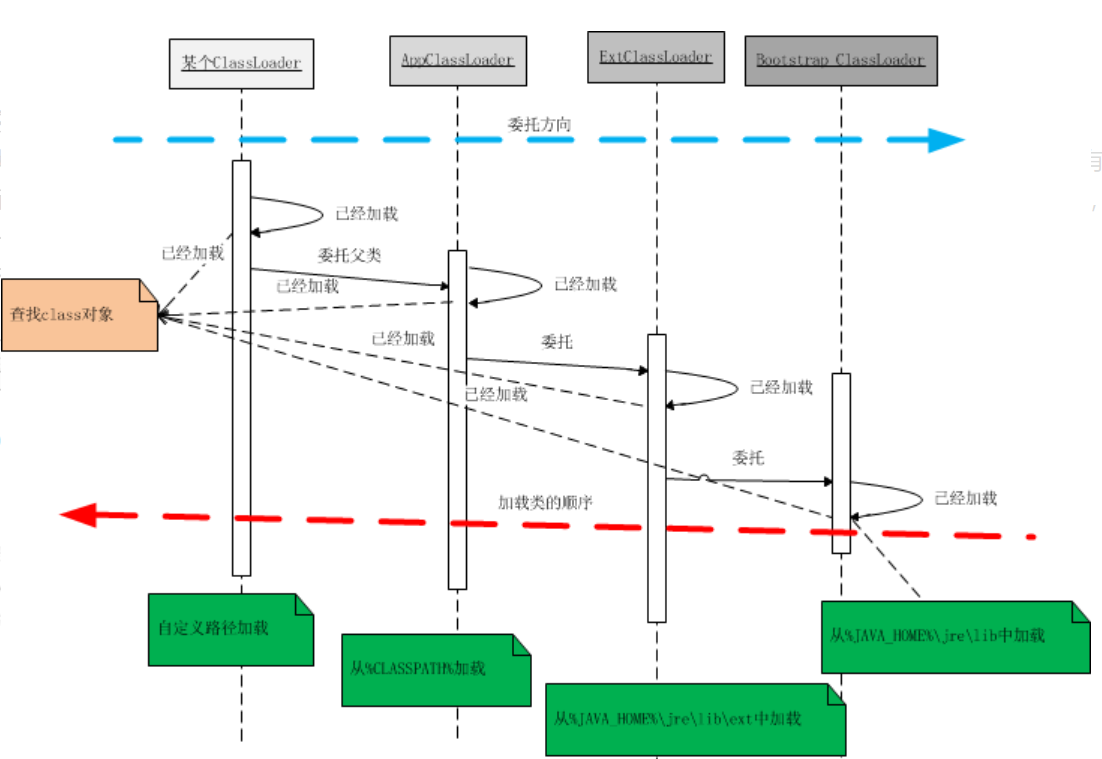 某个ClassLoader
AppClassLoader
ExtClassLoader
Bootstrap ClassLoader
委托方向
已经加载
已经加载
委托父类
已经加载
已经加载
查找class对象
已经加载
委托
已经加载
已经加载
委托
已经加载
加载类的顺序
自定义路径加载
从%CLASSPATH%加载
从%JAVA_HOME%\jre\lib\ext中加载
从%JAVA_HOME%\jre\lib中加载